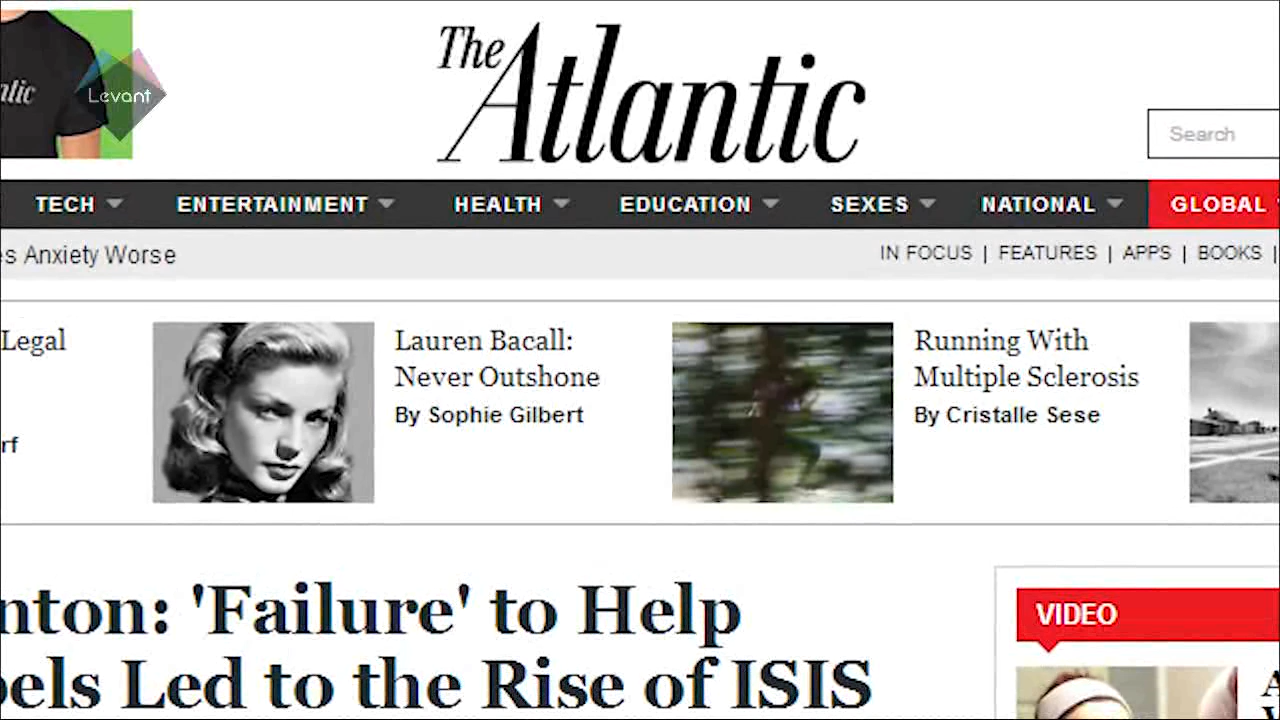 The Atlantic
ntic
Levant
Search
TECH ENTERTAINMENT HEALTH EDUCATION SEXES NATIONAL GLOBAL
es Anxiety Worse
IN FOCUS | FEATURES | APPS | BOOKS |
Legal
rf
Lauren Bacall:
Never Outshone
By Sophie Gilbert
Running With
Multiple Sclerosis
By Cristalle Sese
nton: 'Failure' to Help
bels Led to the Rise of ISIS
VIDEO